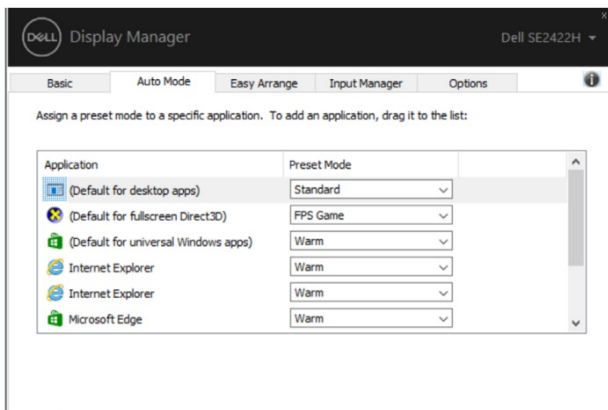 DELL Display Manager
Dell SE2422H
Basic Auto Mode Easy Arrange Input Manager Options
Assign a preset mode to a specific application. To add an application, drag it to the list:
Application Preset Mode
(Default for desktop apps) Standard
(Default for fullscreen Direct3D) FPS Game
(Default for universal Windows apps) Warm
Internet Explorer Warm
Internet Explorer Warm
Microsoft Edge Warm